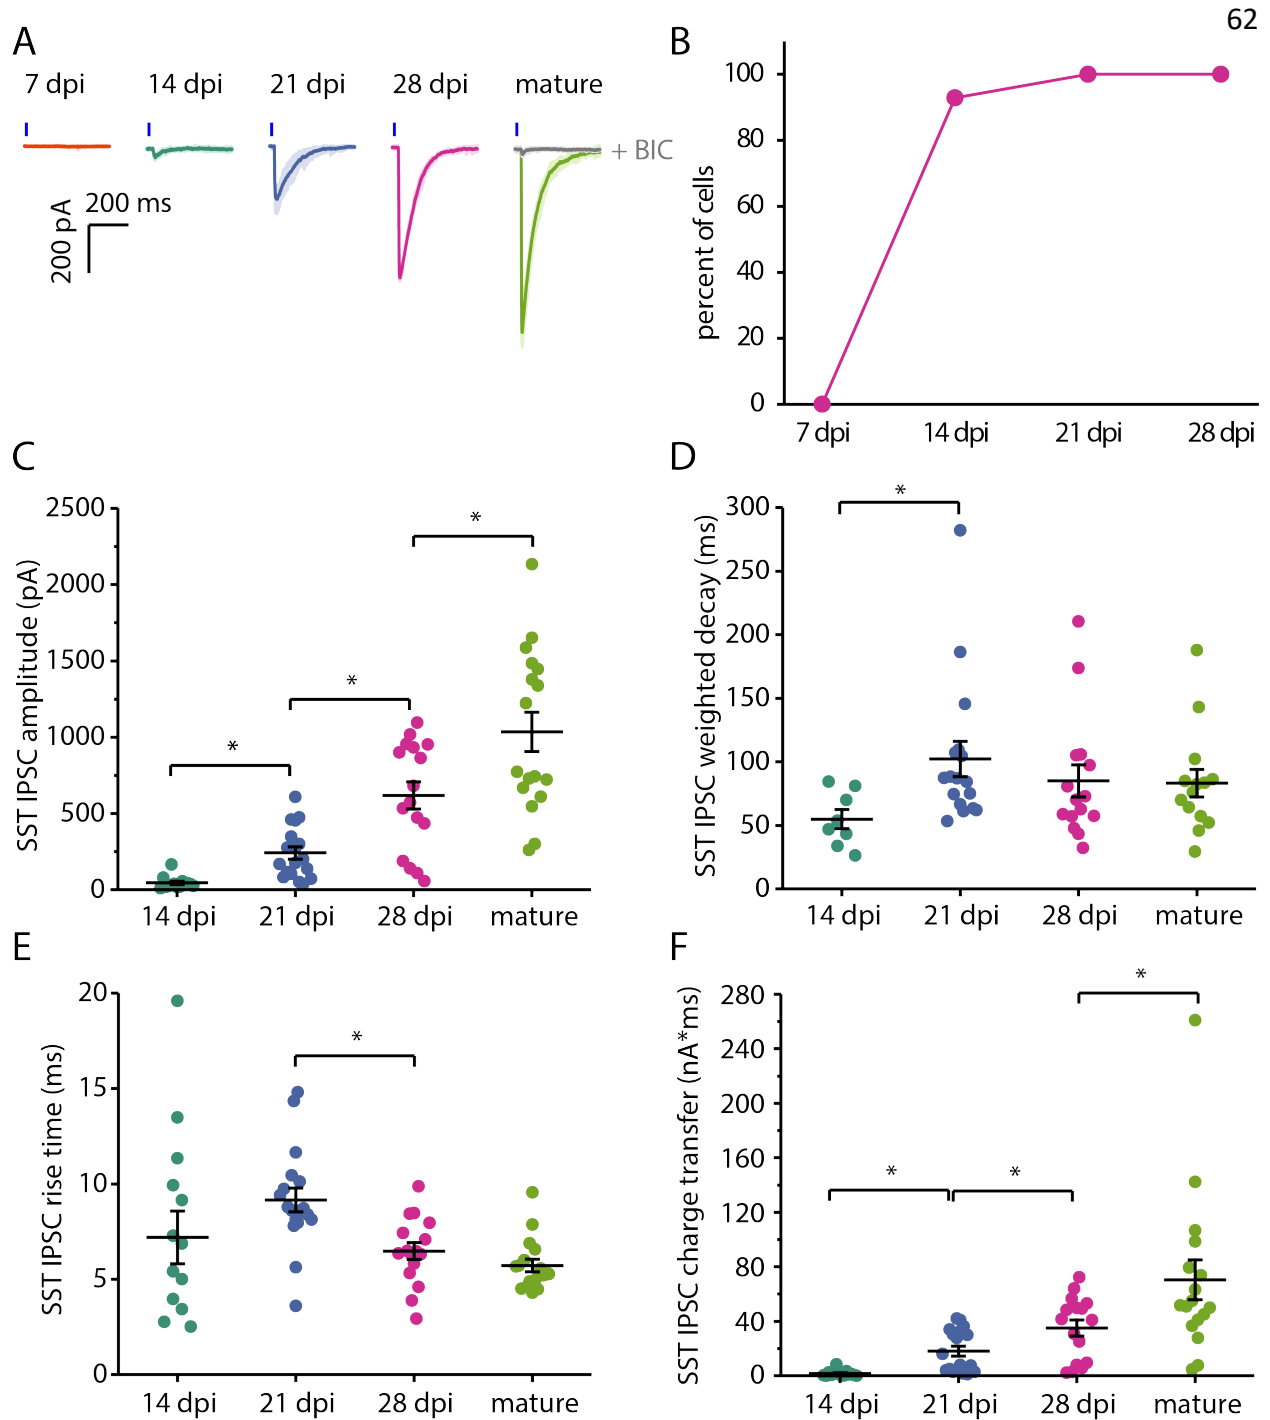 62
A
7 dpi 14 dpi 21 dpi 28 dpi mature
+ BIC
200 ms
200 pA
B
percent of cells
100
80
60
40
20
0
7 dpi 14 dpi 21 dpi 28 dpi
C
SST IPSC amplitude (pA)
2500
2000
1500
1000
500
0
* * *
14 dpi 21 dpi 28 dpi mature
D
SST IPSC weighted decay (ms)
300
250
200
150
100
50
0
*
14 dpi 21 dpi 28 dpi mature
E
SST IPSC rise time (ms)
20
15
10
5
0
*
14 dpi 21 dpi 28 dpi mature
F
SST IPSC charge transfer (nA*ms)
280
240
200
160
120
80
40
0
* * *
14 dpi 21 dpi 28 dpi mature